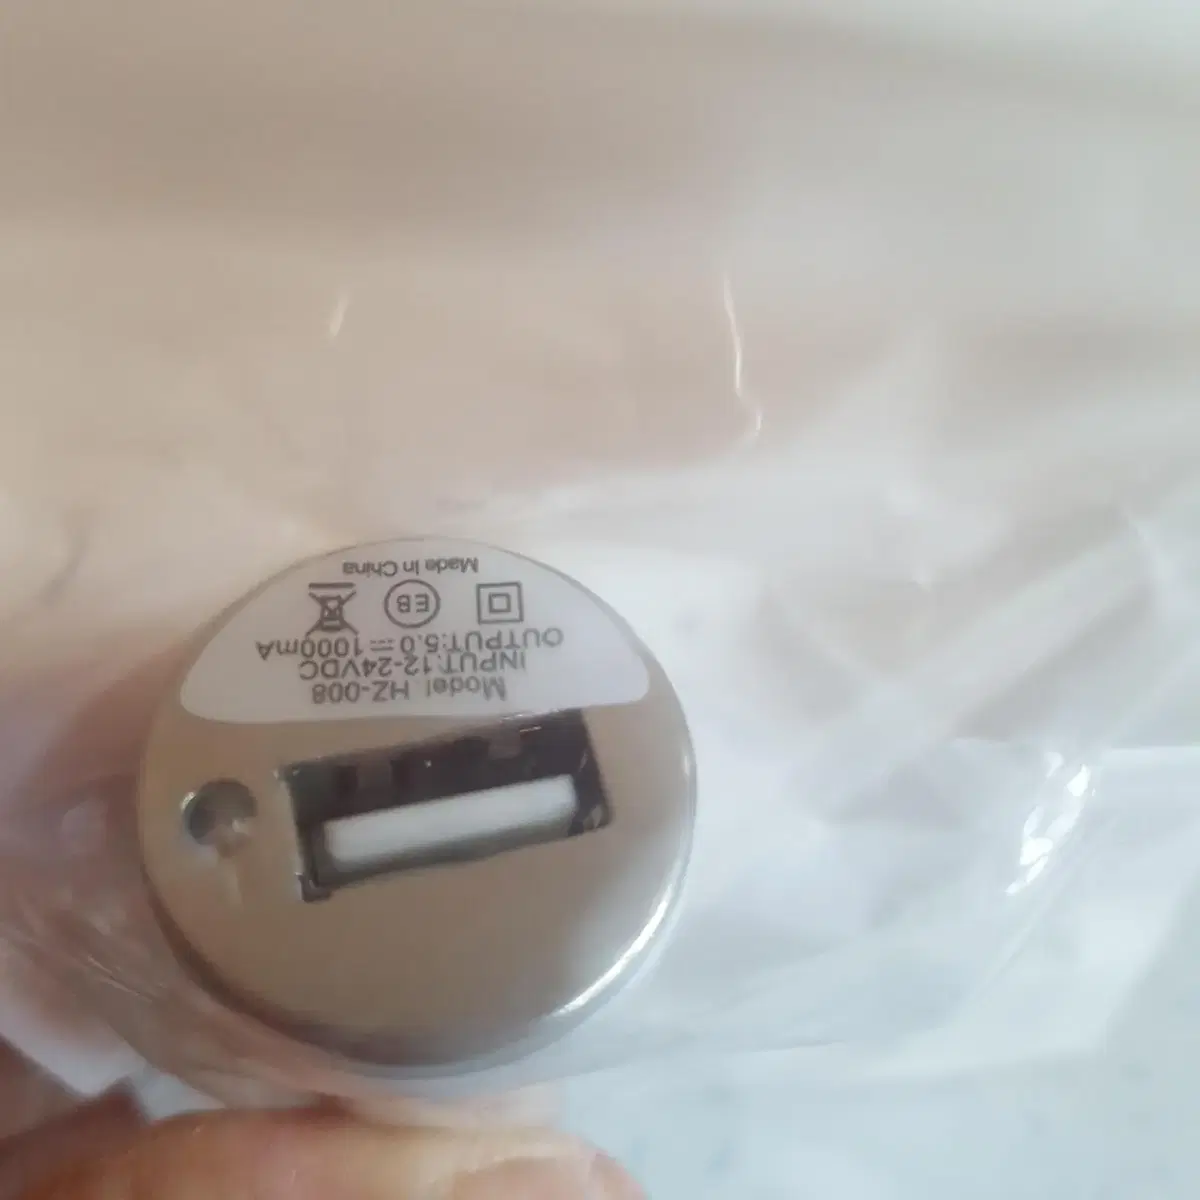 Model HZ-008
INPUT:12-24VDC
OUTPUT:5.0⎓1000mA
EB
Made in China